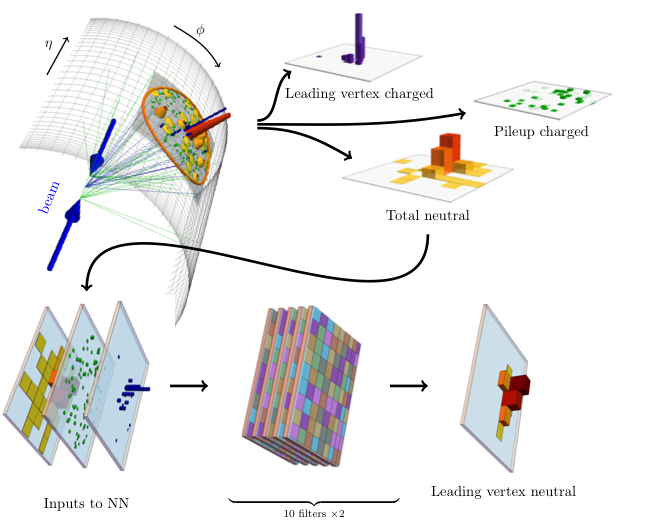 η
ϕ
Leading vertex charged
Pileup charged
Total neutral
beam
Inputs to NN
10 filters ×2
Leading vertex neutral